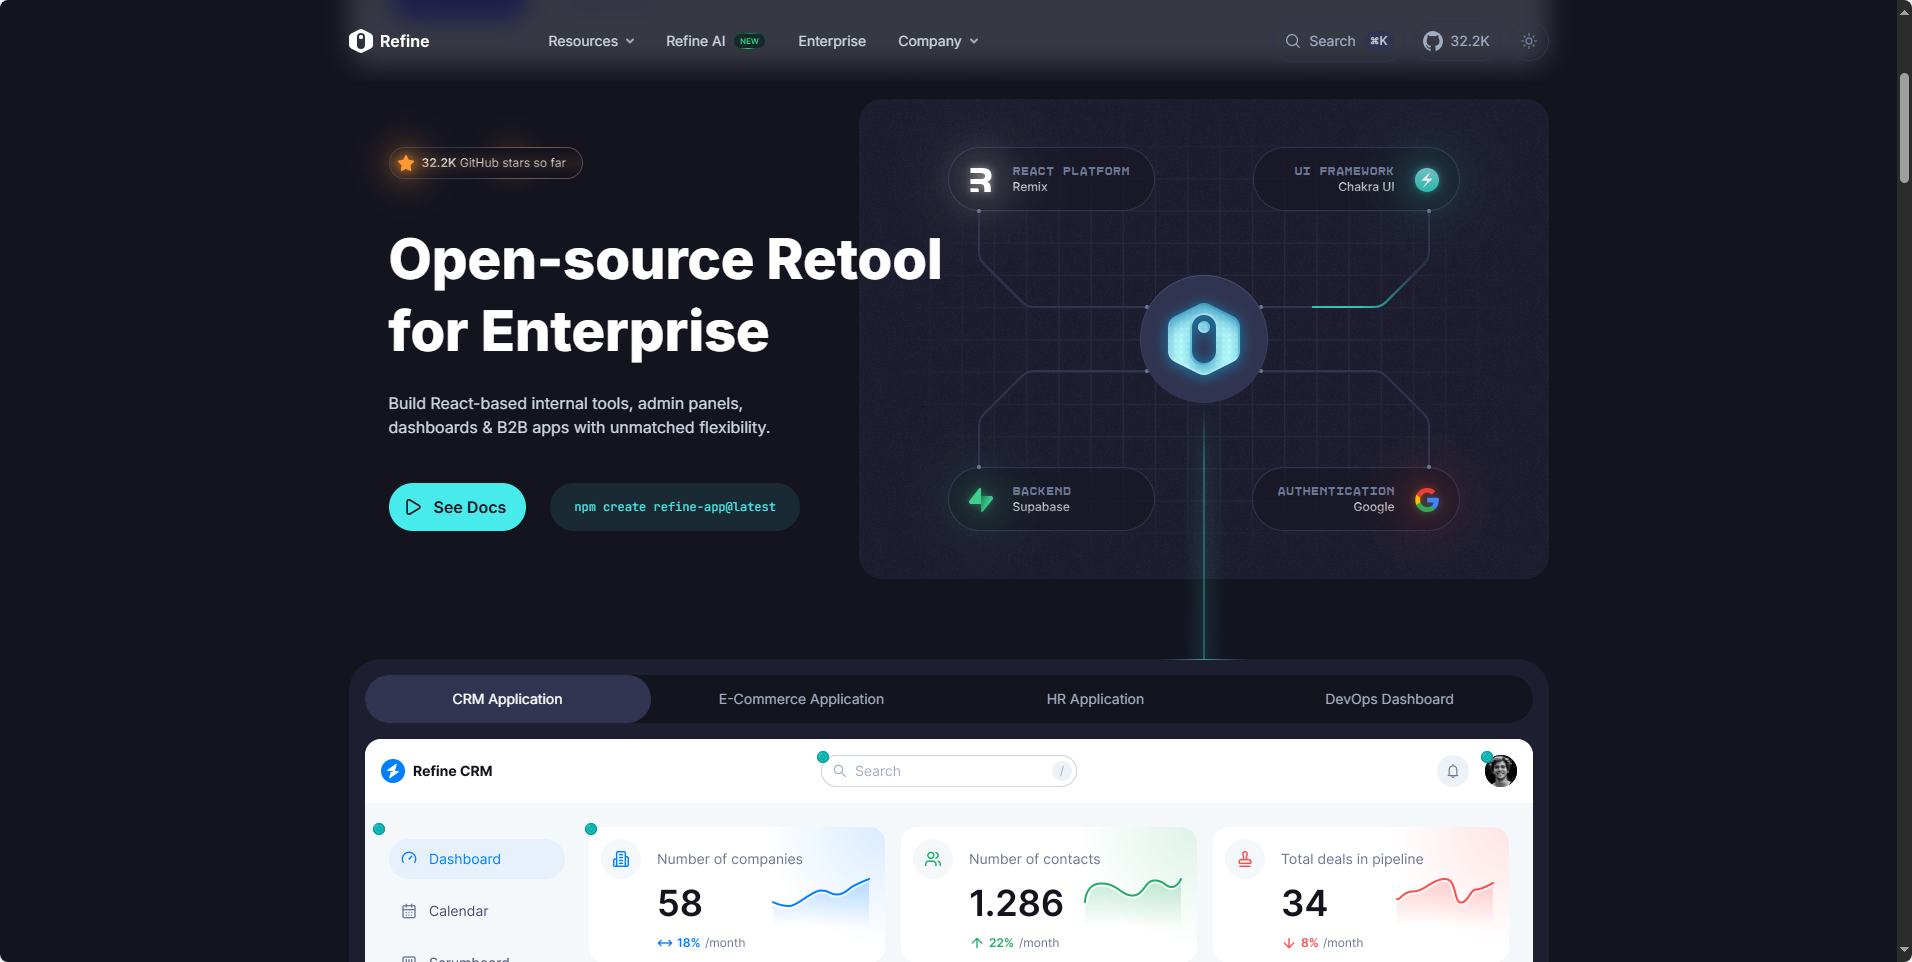 Refine
Resources
Refine AI NEW
Enterprise
Company
Search ⌘K
32.2K
32.2K GitHub stars so far
Open-source Retool
for Enterprise
Build React-based internal tools, admin panels,
dashboards & B2B apps with unmatched flexibility.
See Docs
npm create refine-app@latest
REACT PLATFORM
Remix
UI FRAMEWORK
Chakra UI
BACKEND
Supabase
AUTHENTICATION
Google
CRM Application
E-Commerce Application
HR Application
DevOps Dashboard
Refine CRM
Search /
Dashboard
Calendar
Scrumboard
Number of companies
58
18% /month
Number of contacts
1.286
22% /month
Total deals in pipeline
34
8% /month